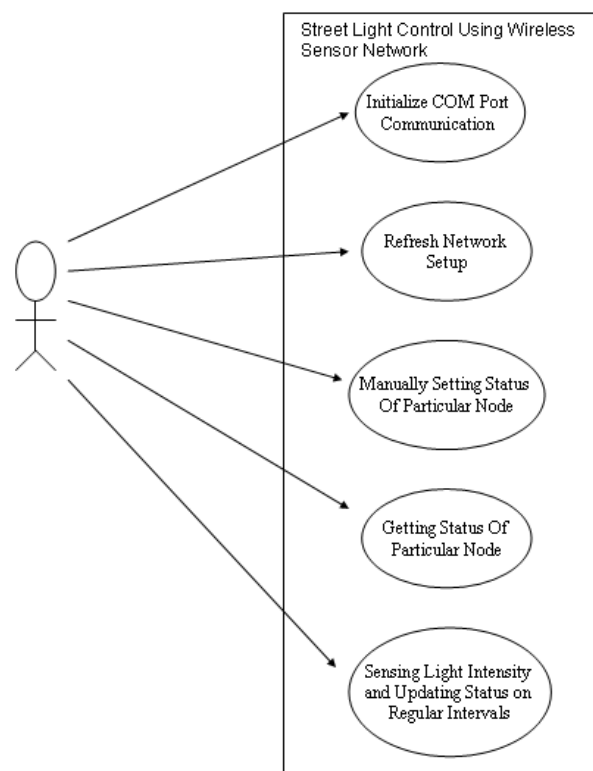 Street Light Control Using Wireless
Sensor Network
Initialize COM Port
Communication
Refresh Network
Setup
Manually Setting Status
Of Particular Node
Getting Status Of
Particular Node
Sensing Light Intensity
and Updating Status on
Regular Intervals